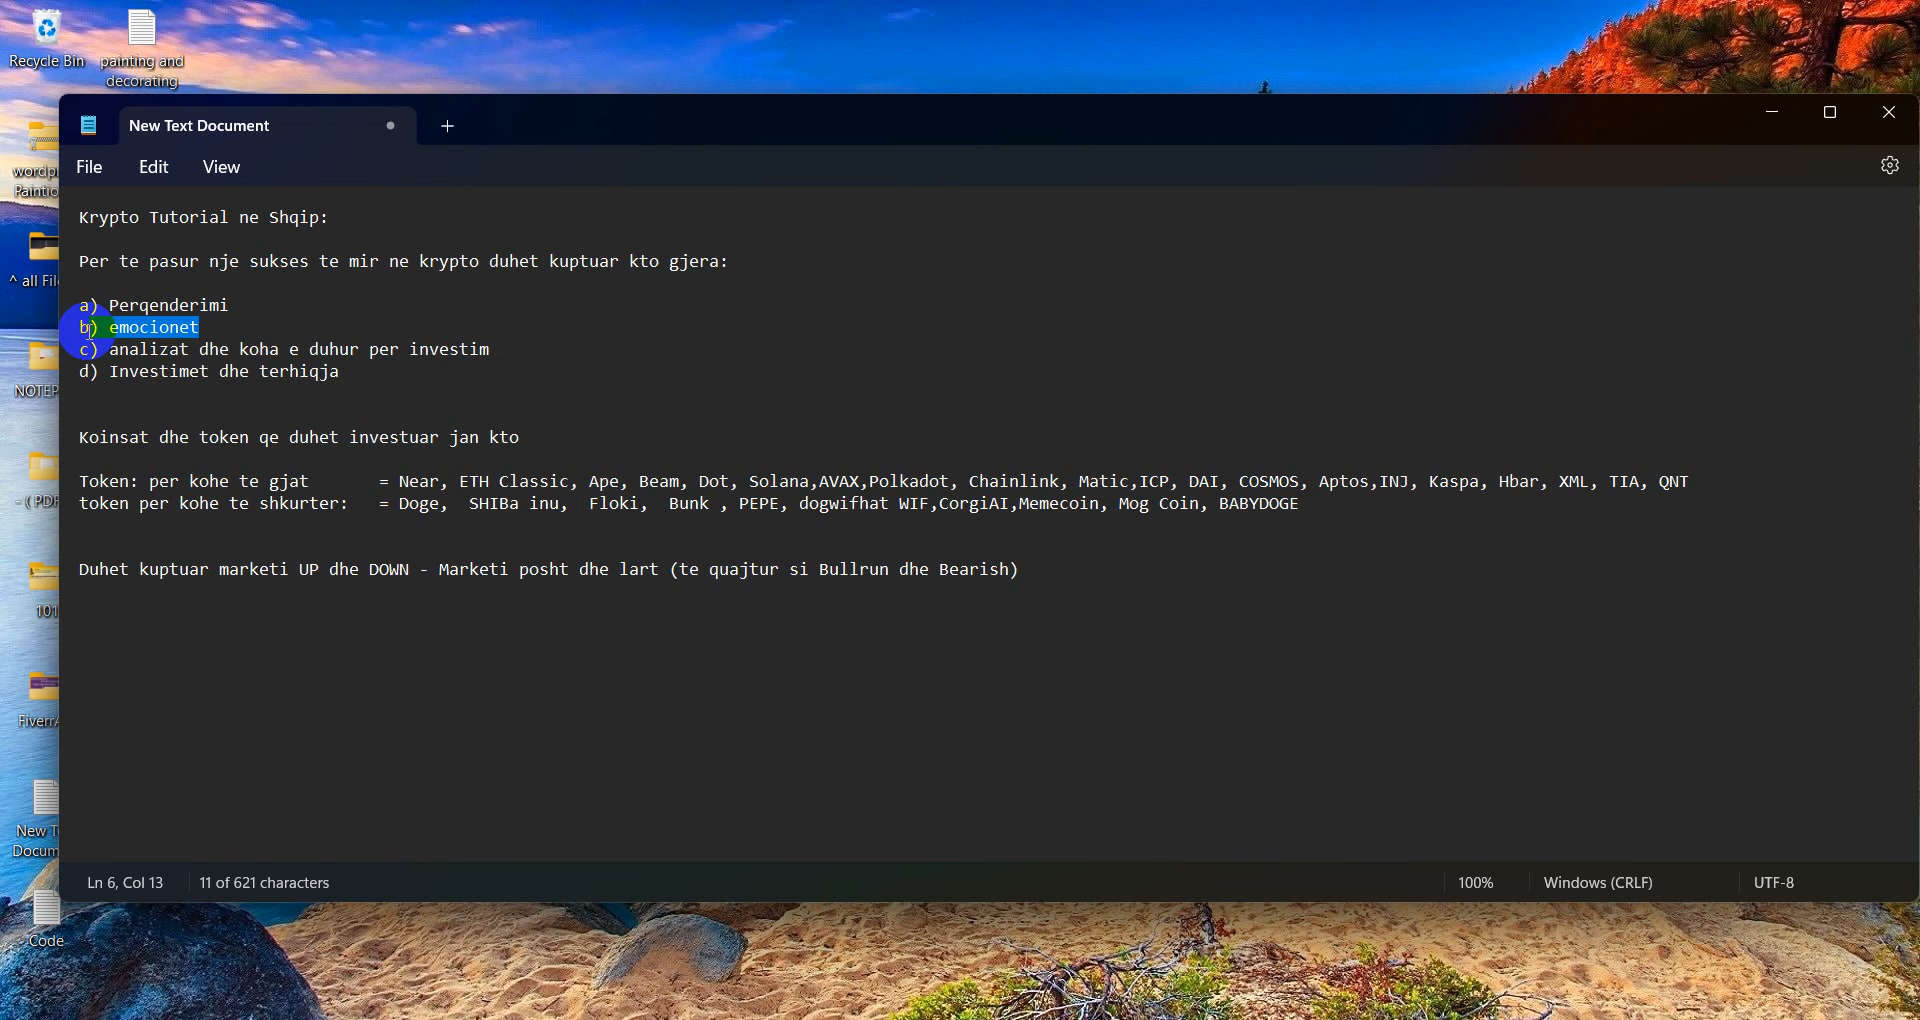 Recycle Bin
painting and
decorating
New Text Document
File Edit View
Krypto Tutorial ne Shqip:
Per te pasur nje sukses te mir ne krypto duhet kuptuar kto gjera:
a) Perqenderimi
b) emocionet
c) analizat dhe koha e duhur per investim
d) Investimet dhe terhiqja
Koinsat dhe token qe duhet investuar jan kto
Token: per kohe te gjat = Near, ETH Classic, Ape, Beam, Dot, Solana,AVAX,Polkadot, Chainlink, Matic,ICP, DAI, COSMOS, Aptos,INJ, Kaspa, Hbar, XML, TIA, QNT
token per kohe te shkurter: = Doge, SHIBa inu, Floki, Bunk , PEPE, dogwifhat WIF,CorgiAI,Memecoin, Mog Coin, BABYDOGE
Duhet kuptuar marketi UP dhe DOWN - Marketi posht dhe lart (te quajtur si Bullrun dhe Bearish)
Ln 6, Col 13 11 of 621 characters 100% Windows (CRLF) UTF-8
^ all
101
New
Code